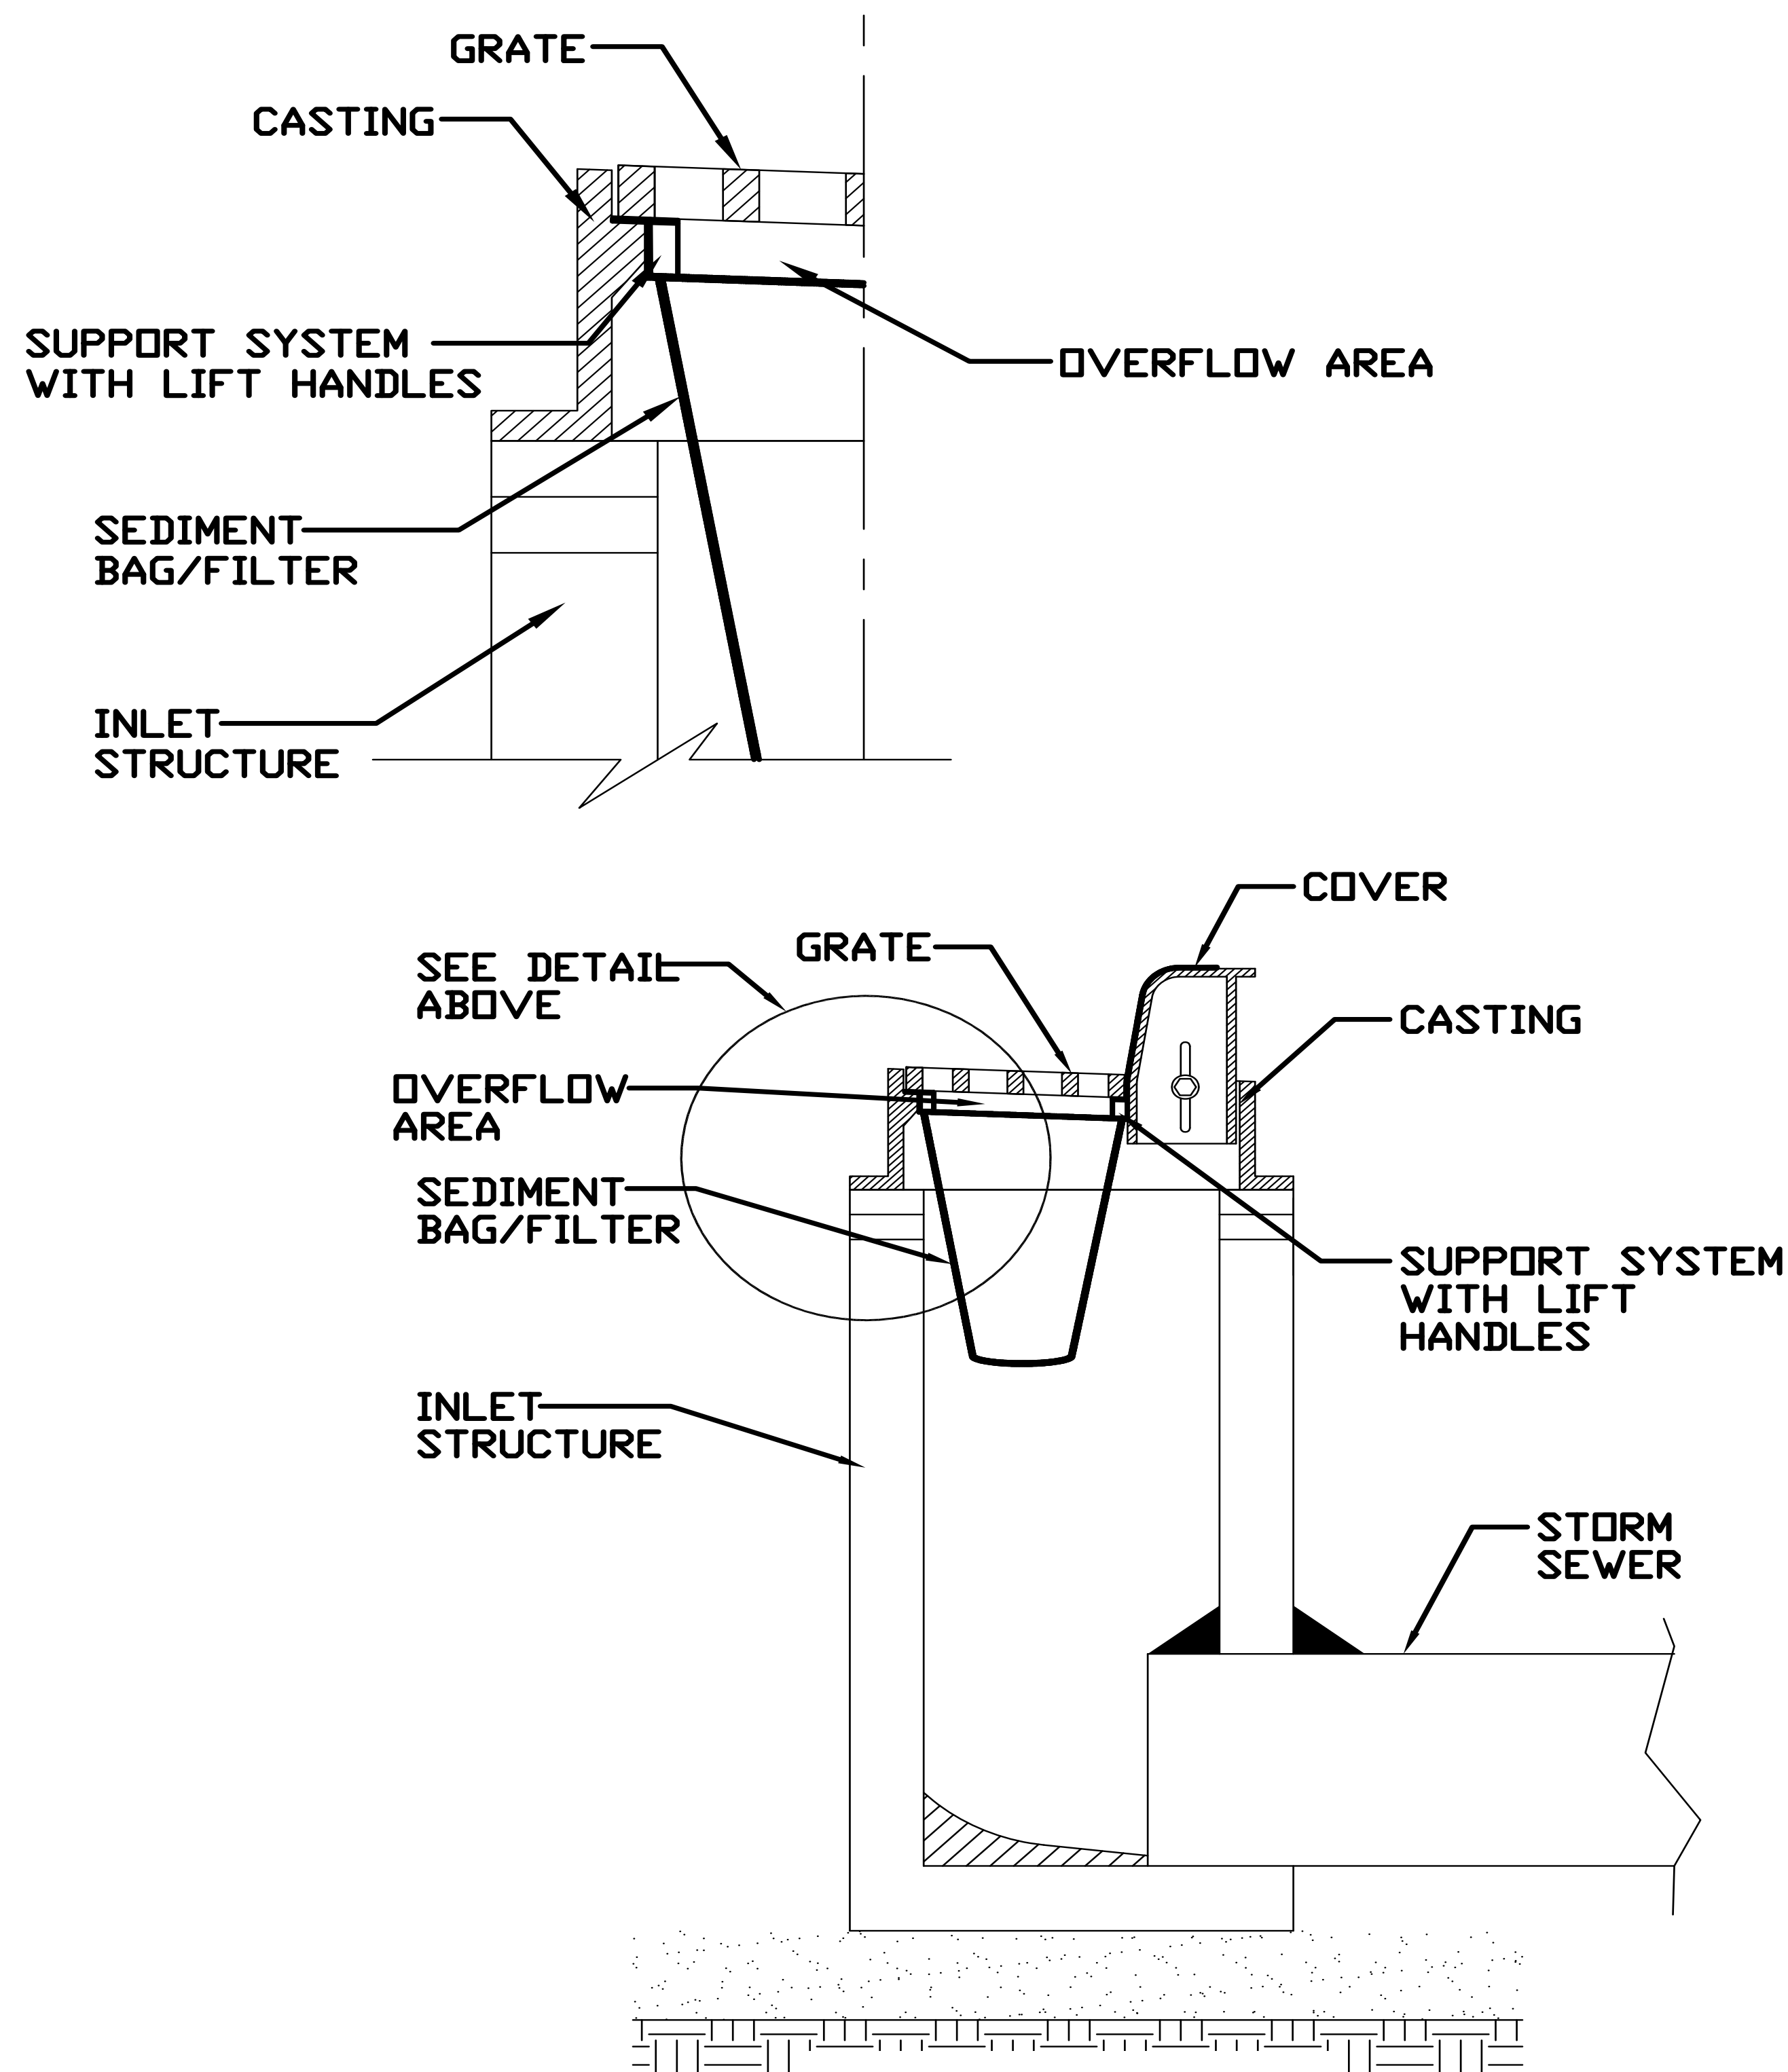 GRATE
CASTING
SUPPORT SYSTEM
WITH LIFT HANDLES
OVERFLOW AREA
SEDIMENT
BAG/FILTER
INLET
STRUCTURE
COVER
GRATE
SEE DETAIL
ABOVE
CASTING
OVERFLOW
AREA
SEDIMENT
BAG/FILTER
SUPPORT SYSTEM
WITH LIFT
HANDLES
INLET
STRUCTURE
STORM
SEWER